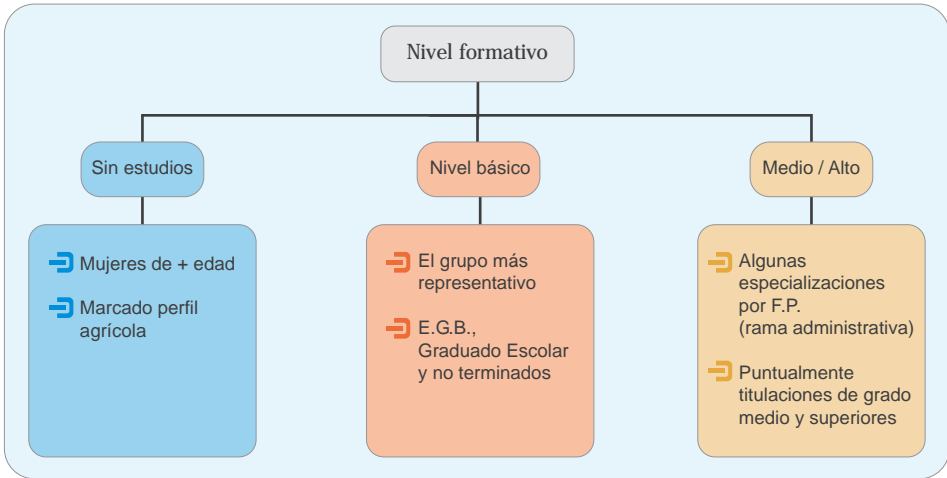 Nivel formativo
Sin estudios
Nivel básico
Medio / Alto
Mujeres de + edad
Marcado perfil
agrícola
El grupo más
representativo
E.G.B.,
Graduado Escolar
y no terminados
Algunas
especializaciones
por F.P.
(rama administrativa)
Puntualmente
titulaciones de grado
medio y superiores